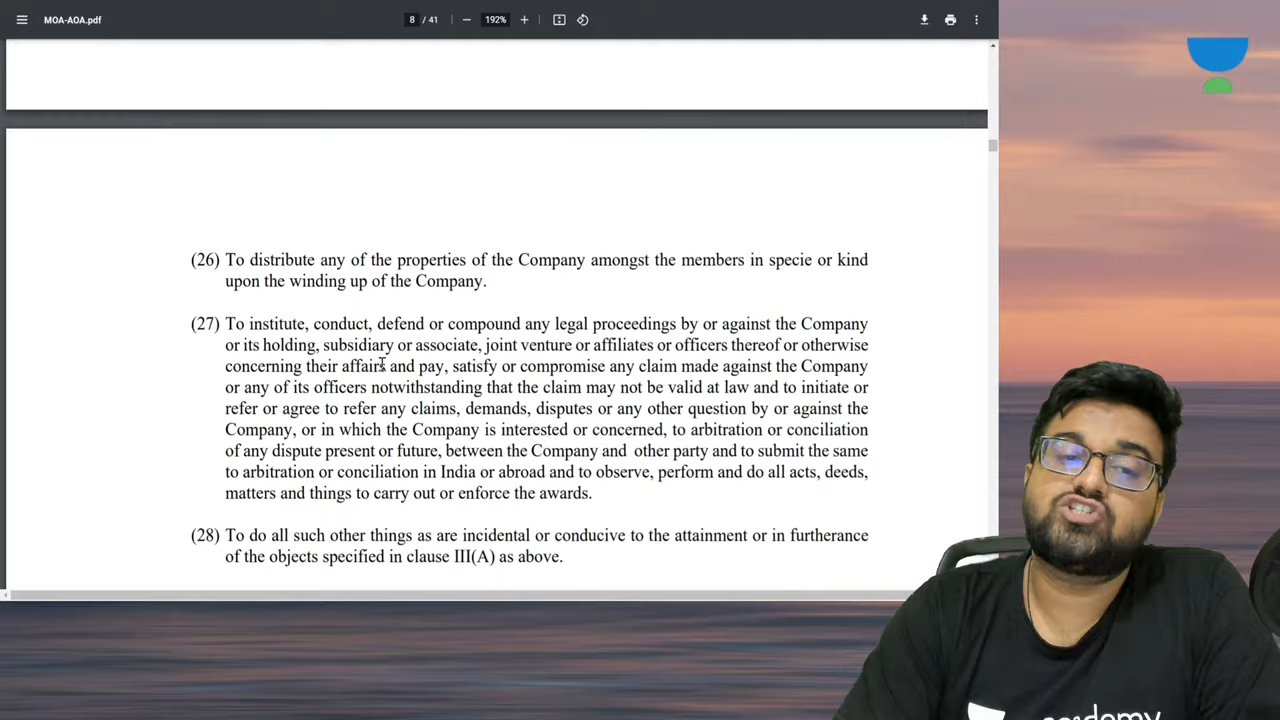 MOA-AOA.pdf
8 / 41
192%
(26) To distribute any of the properties of the Company amongst the members in specie or kind
upon the winding up of the Company.
(27) To institute, conduct, defend or compound any legal proceedings by or against the Company
or its holding, subsidiary or associate, joint venture or affiliates or officers thereof or otherwise
concerning their affairs and pay, satisfy or compromise any claim made against the Company
or any of its officers notwithstanding that the claim may not be valid at law and to initiate or
refer or agree to refer any claims, demands, disputes or any other question by or against the
Company, or in which the Company is interested or concerned, to arbitration or conciliation
of any dispute present or future, between the Company and other party and to submit the same
to arbitration or conciliation in India or abroad and to observe, perform and do all acts, deeds,
matters and things to carry out or enforce the awards.
(28) To do all such other things as are incidental or conducive to the attainment or in furtherance
of the objects specified in clause III(A) as above.